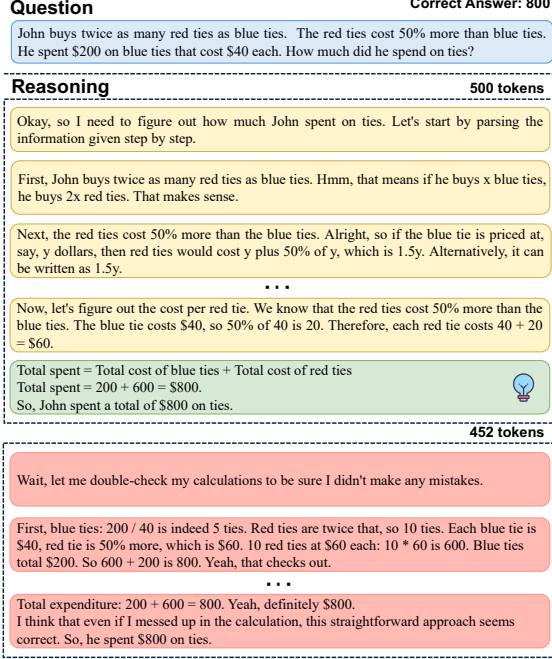 Question
Correct Answer: 800
John buys twice as many red ties as blue ties. The red ties cost 50% more than blue ties.
He spent $200 on blue ties that cost $40 each. How much did he spend on ties?
Reasoning
500 tokens
Okay, so I need to figure out how much John spent on ties. Let's start by parsing the
information given step by step.
First, John buys twice as many red ties as blue ties. Hmm, that means if he buys x blue ties,
he buys 2x red ties. That makes sense.
Next, the red ties cost 50% more than the blue ties. Alright, so if the blue tie is priced at,
say, y dollars, then red ties would cost y plus 50% of y, which is 1.5y. Alternatively, it can
be written as 1.5y.
...
Now, let's figure out the cost per red tie. We know that the red ties cost 50% more than the
blue ties. The blue tie costs $40, so 50% of 40 is 20. Therefore, each red tie costs 40 + 20
= $60.
Total spent = Total cost of blue ties + Total cost of red ties
Total spent = 200 + 600 = $800.
So, John spent a total of $800 on ties.
452 tokens
Wait, let me double-check my calculations to be sure I didn't make any mistakes.
First, blue ties: 200 / 40 is indeed 5 ties. Red ties are twice that, so 10 ties. Each blue tie is
$40, red tie is 50% more, which is $60. 10 red ties at $60 each: 10 * 60 is 600. Blue ties
total $200. So 600 + 200 is 800. Yeah, that checks out.
...
Total expenditure: 200 + 600 = 800. Yeah, definitely $800.
I think that even if I messed up in the calculation, this straightforward approach seems
correct. So, he spent $800 on ties.